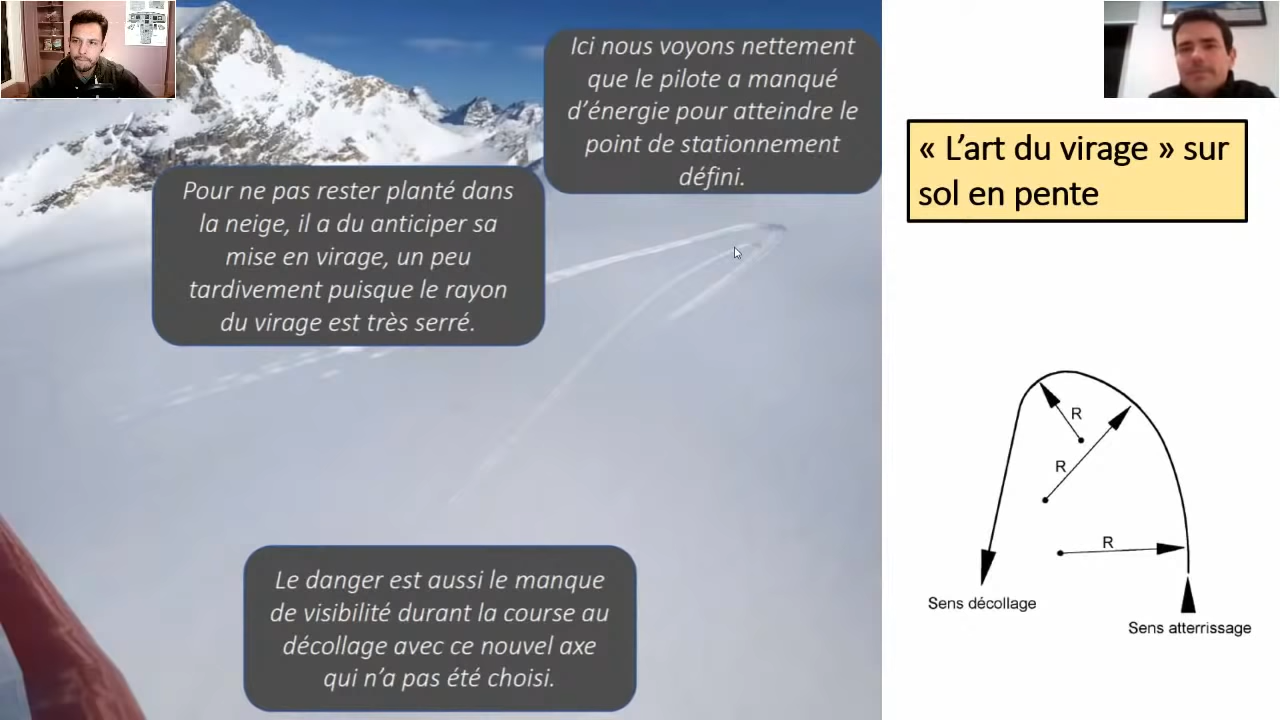 Ici nous voyons nettement
que le pilote a manqué
d’énergie pour atteindre le
point de stationnement
défini.
Pour ne pas rester planté dans
la neige, il a du anticiper sa
mise en virage, un peu
tardivement puisque le rayon
du virage est très serré.
Le danger est aussi le manque
de visibilité durant la course au
décollage avec ce nouvel axe
qui n’a pas été choisi.
« L’art du virage » sur
sol en pente
R
R
R
Sens décollage
Sens atterrissage